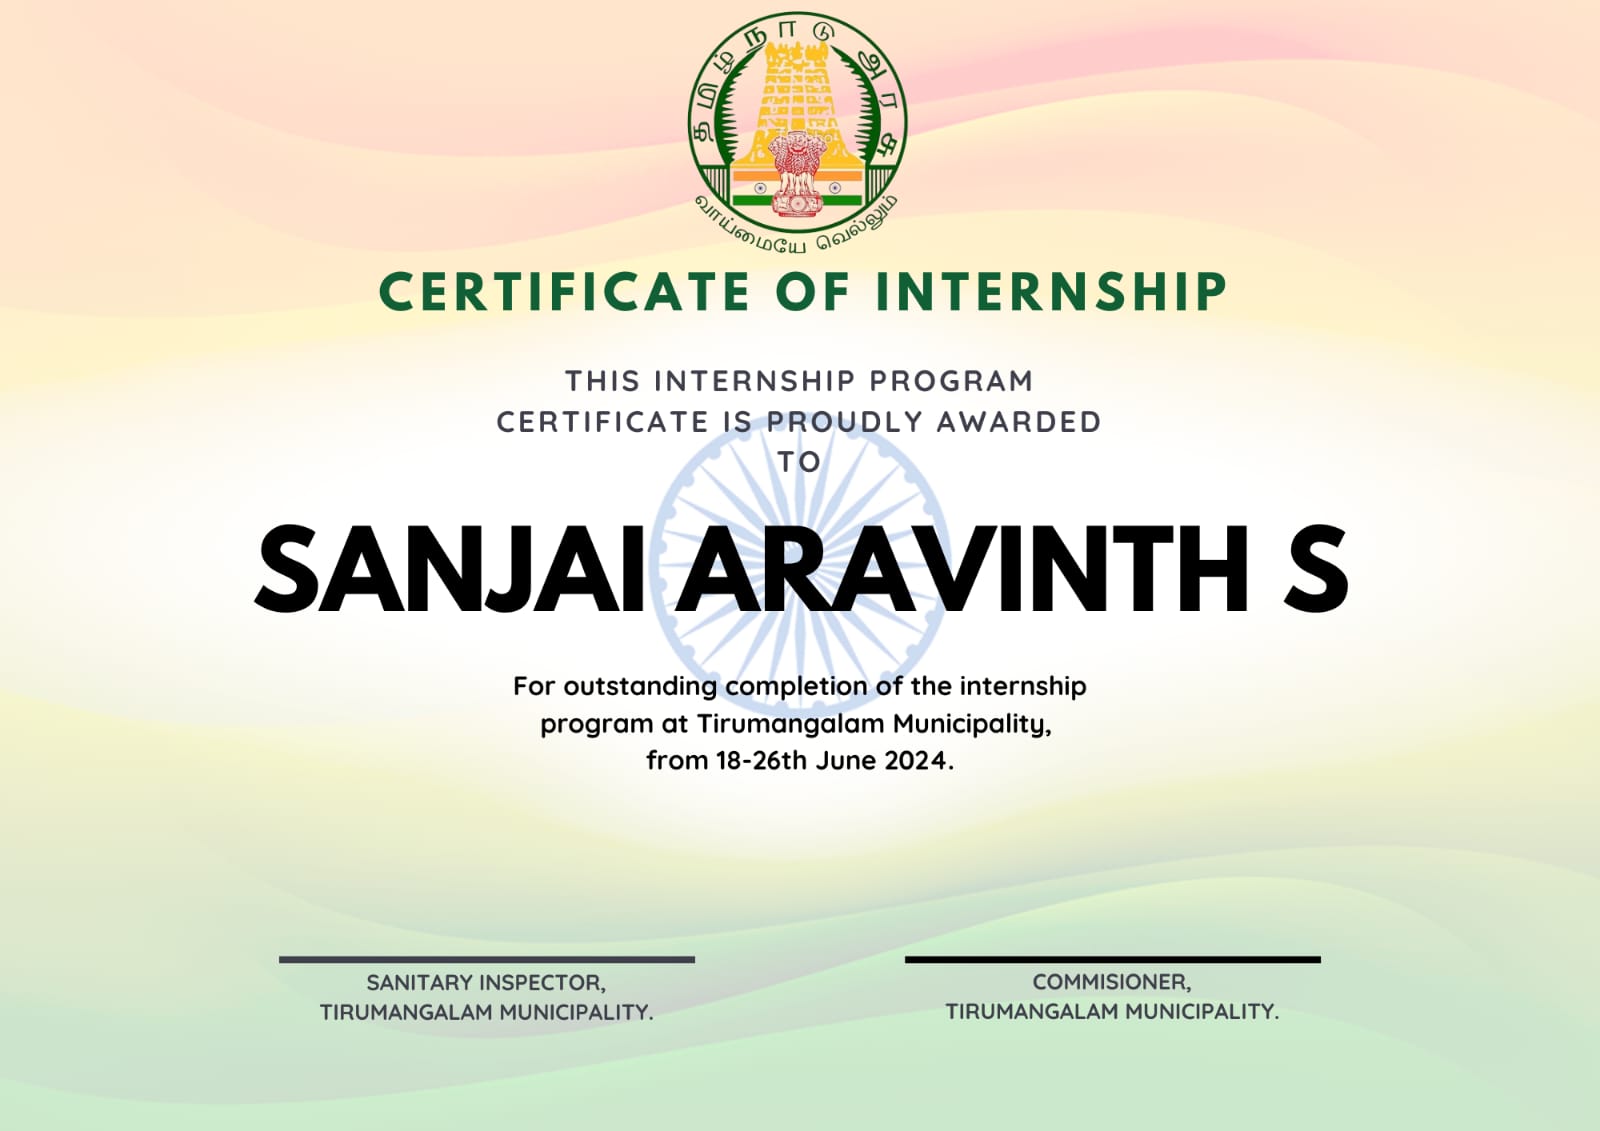 தமிழ்நாடு அரசு
வாய்மையே வெல்லும்
CERTIFICATE OF INTERNSHIP
THIS INTERNSHIP PROGRAM
CERTIFICATE IS PROUDLY AWARDED
TO
SANJAI ARAVINTH S
For outstanding completion of the internship
program at Tirumangalam Municipality,
from 18-26th June 2024.
SANITARY INSPECTOR,
TIRUMANGALAM MUNICIPALITY.
COMMISIONER,
TIRUMANGALAM MUNICIPALITY.